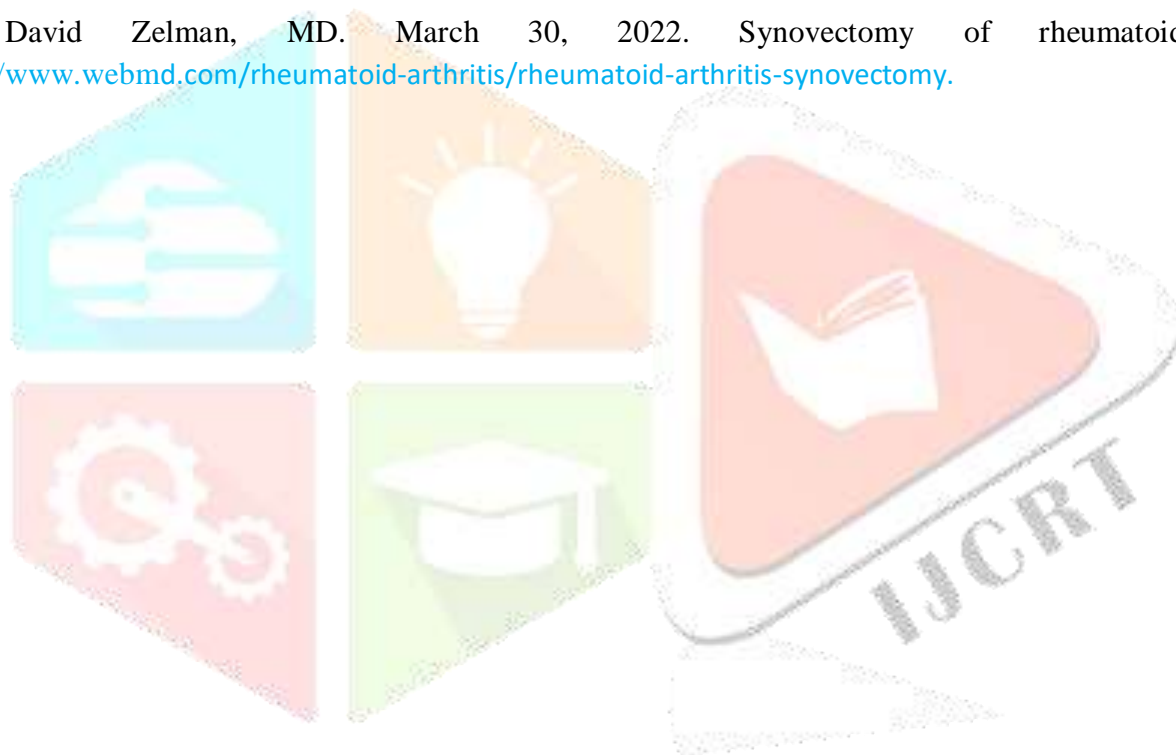 David Zelman, MD. March 30, 2022. Synovectomy of rheumatoid
/www.webmd.com/rheumatoid-arthritis/rheumatoid-arthritis-synovectomy.
IJCRT